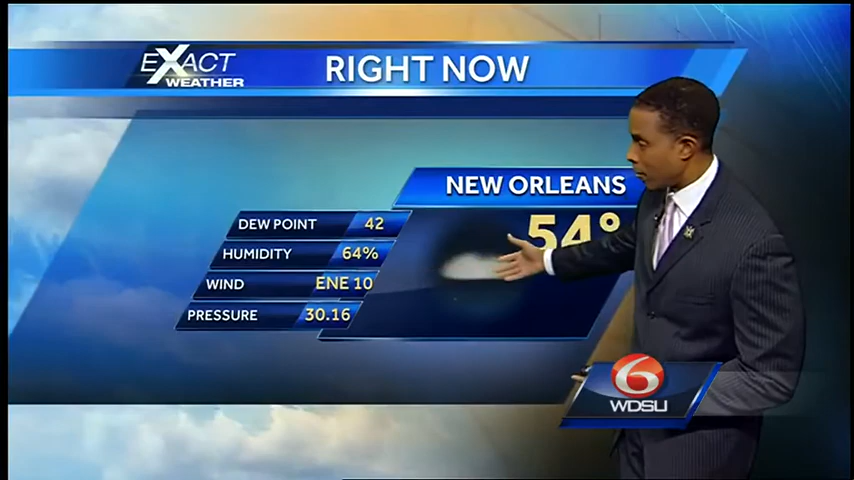 EXACT
WEATHER
RIGHT NOW
NEW ORLEANS
54°
DEW POINT 42
HUMIDITY 64%
WIND ENE 10
PRESSURE 30.16
6
WDSU